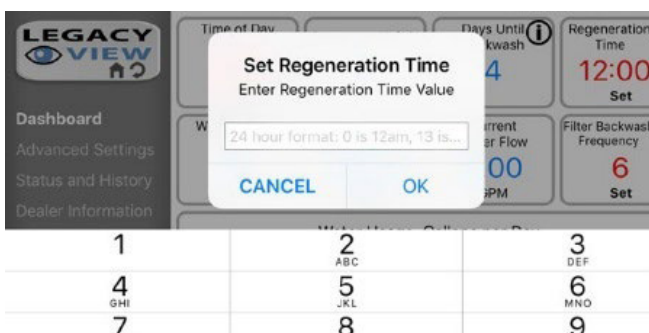 LEGACY
VIEW
Dashboard
Advanced Settings
Status and History
Dealer Information
Time of Day
Days Until
kwash
4
Regeneration
Time
12:00
Set
Set Regeneration Time
Enter Regeneration Time Value
24 hour format: 0 is 12am, 13 is...
CANCEL
OK
W
rrent
er Flow
00
GPM
Filter Backwas
Frequency
6
Set
1
2
ABC
3
DEF
4
GHI
5
JKL
6
MNO
7
8
9